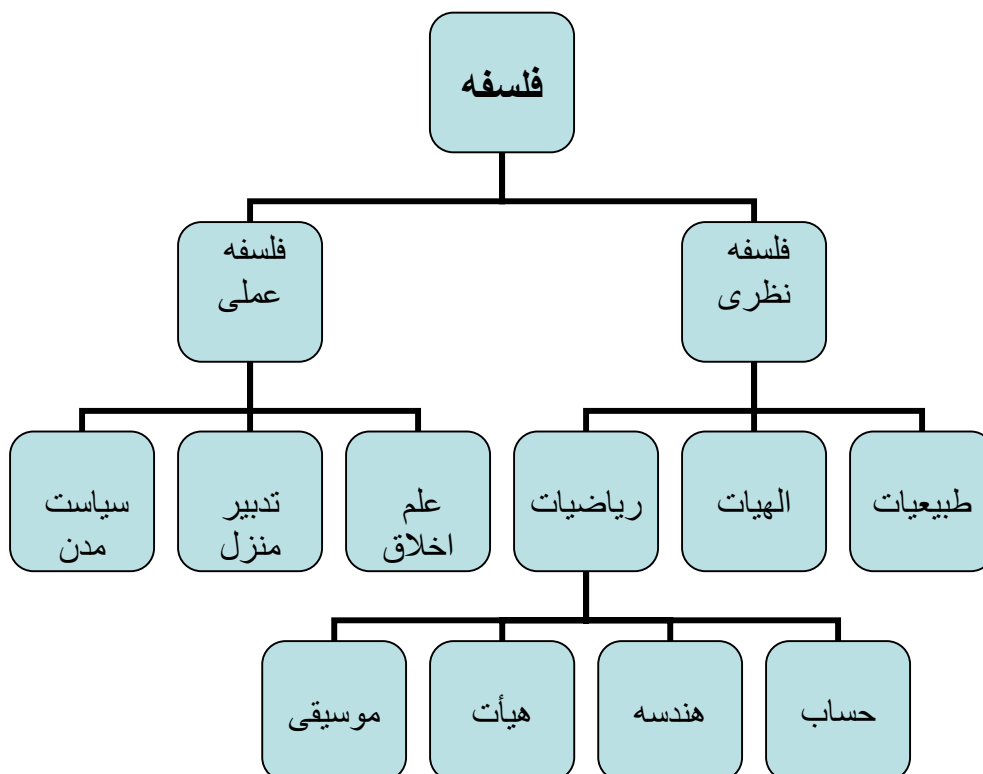 فلسفه
فلسفه
نظری
فلسفه
عملی
طبیعیات
الهیات
ریاضیات
علم
اخلاق
تدبیر
منزل
سیاست
مدن
حساب
هندسه
هیأت
موسیقی